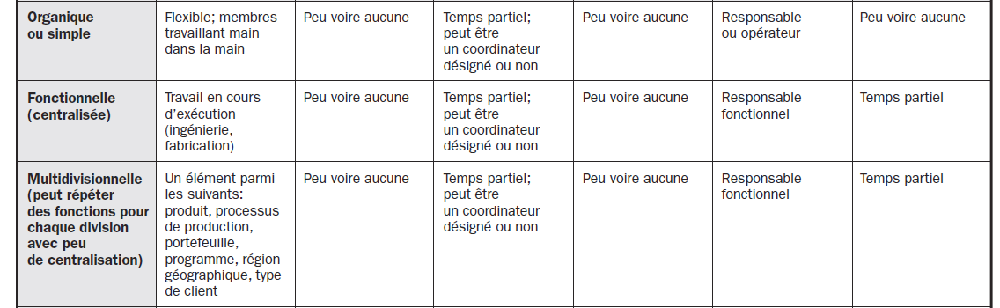 Organique
ou simple
Flexible; membres
travaillant main
dans la main
Peu voire aucune
Temps partiel;
peut être
un coordinateur
désigné ou non
Peu voire aucune
Responsable
ou opérateur
Peu voire aucune
Fonctionnelle
(centralisée)
Travail en cours
d’exécution
(ingénierie,
fabrication)
Peu voire aucune
Temps partiel;
peut être
un coordinateur
désigné ou non
Peu voire aucune
Responsable
fonctionnel
Temps partiel
Multidivisionnelle
(peut répéter
des fonctions pour
chaque division
avec peu
de centralisation)
Un élément parmi
les suivants:
produit, processus
de production,
portefeuille,
programme, région
géographique, type
de client
Peu voire aucune
Temps partiel;
peut être
un coordinateur
désigné ou non
Peu voire aucune
Responsable
fonctionnel
Temps partiel